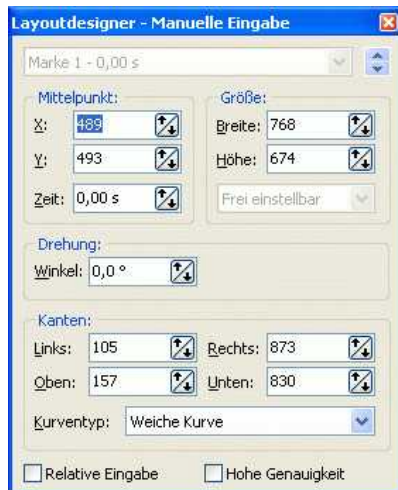 Layoutdesigner - Manuelle Eingabe
Marke 1 - 0,00 s
Mittelpunkt:
Größe:
X: 489
Breite: 768
Y: 493
Höhe: 674
Zeit: 0,00 s
Frei einstellbar
Drehung:
Winkel: 0,0 °
Kanten:
Links: 105 Rechts: 873
Oben: 157 Unten: 830
Kurventyp: Weiche Kurve
Relative Eingabe Hohe Genauigkeit